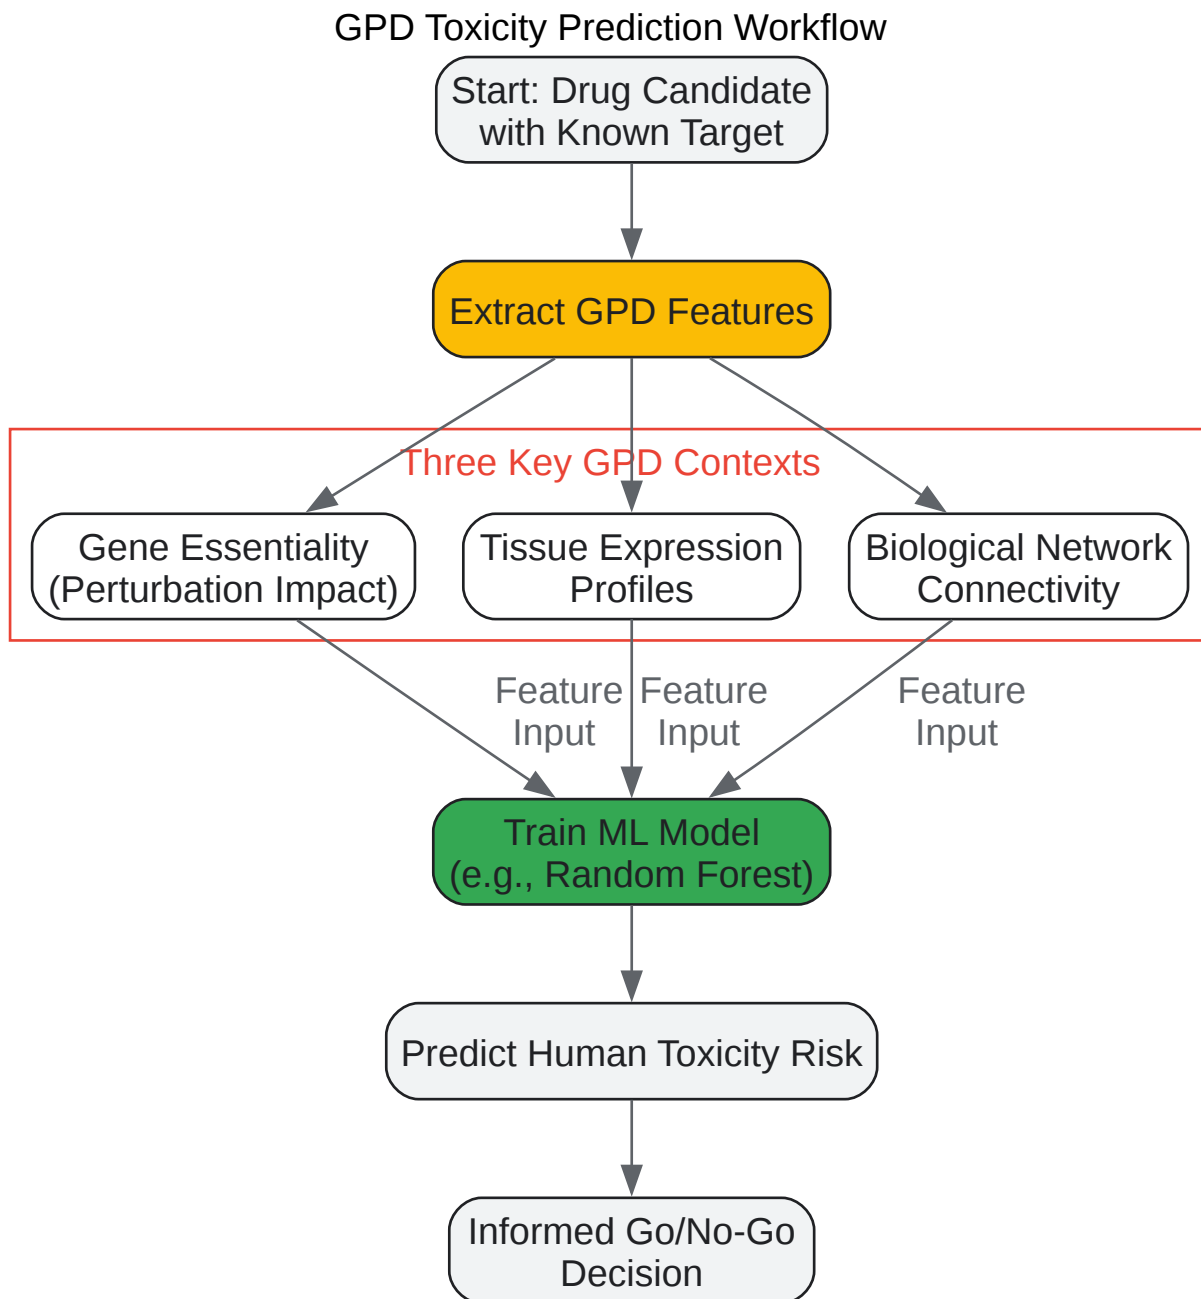 GPD Toxicity Prediction Workflow
Start: Drug Candidate
with Known Target
Extract GPD Features
Three Key GPD Contexts
Gene Essentiality
(Perturbation Impact)
Tissue Expression
Profiles
Biological Network
Connectivity
Feature
Input
Feature
Input
Feature
Input
Train ML Model
(e.g., Random Forest)
Predict Human Toxicity Risk
Informed Go/No-Go
Decision